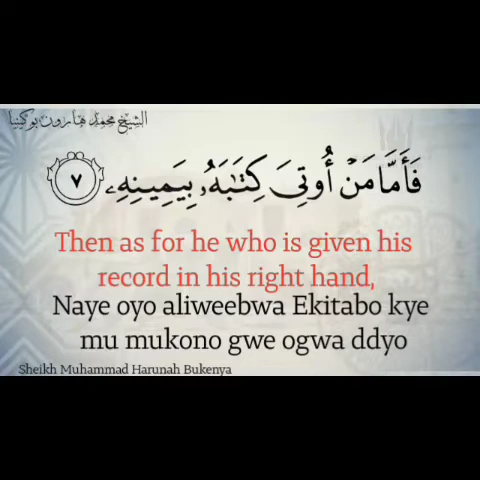 الشيخ محمد هارون بوكينيا
فَأَمَّا مَنْ أُوتِيَ كِتَٰبَهُۥ بِيَمِينِهِۦ ٧
Then as for he who is given his
record in his right hand,
Naye oyo aliweebwa Ekitabo kye
mu mukono gwe ogwa ddyo
Sheikh Muhammad Harunah Bukenya